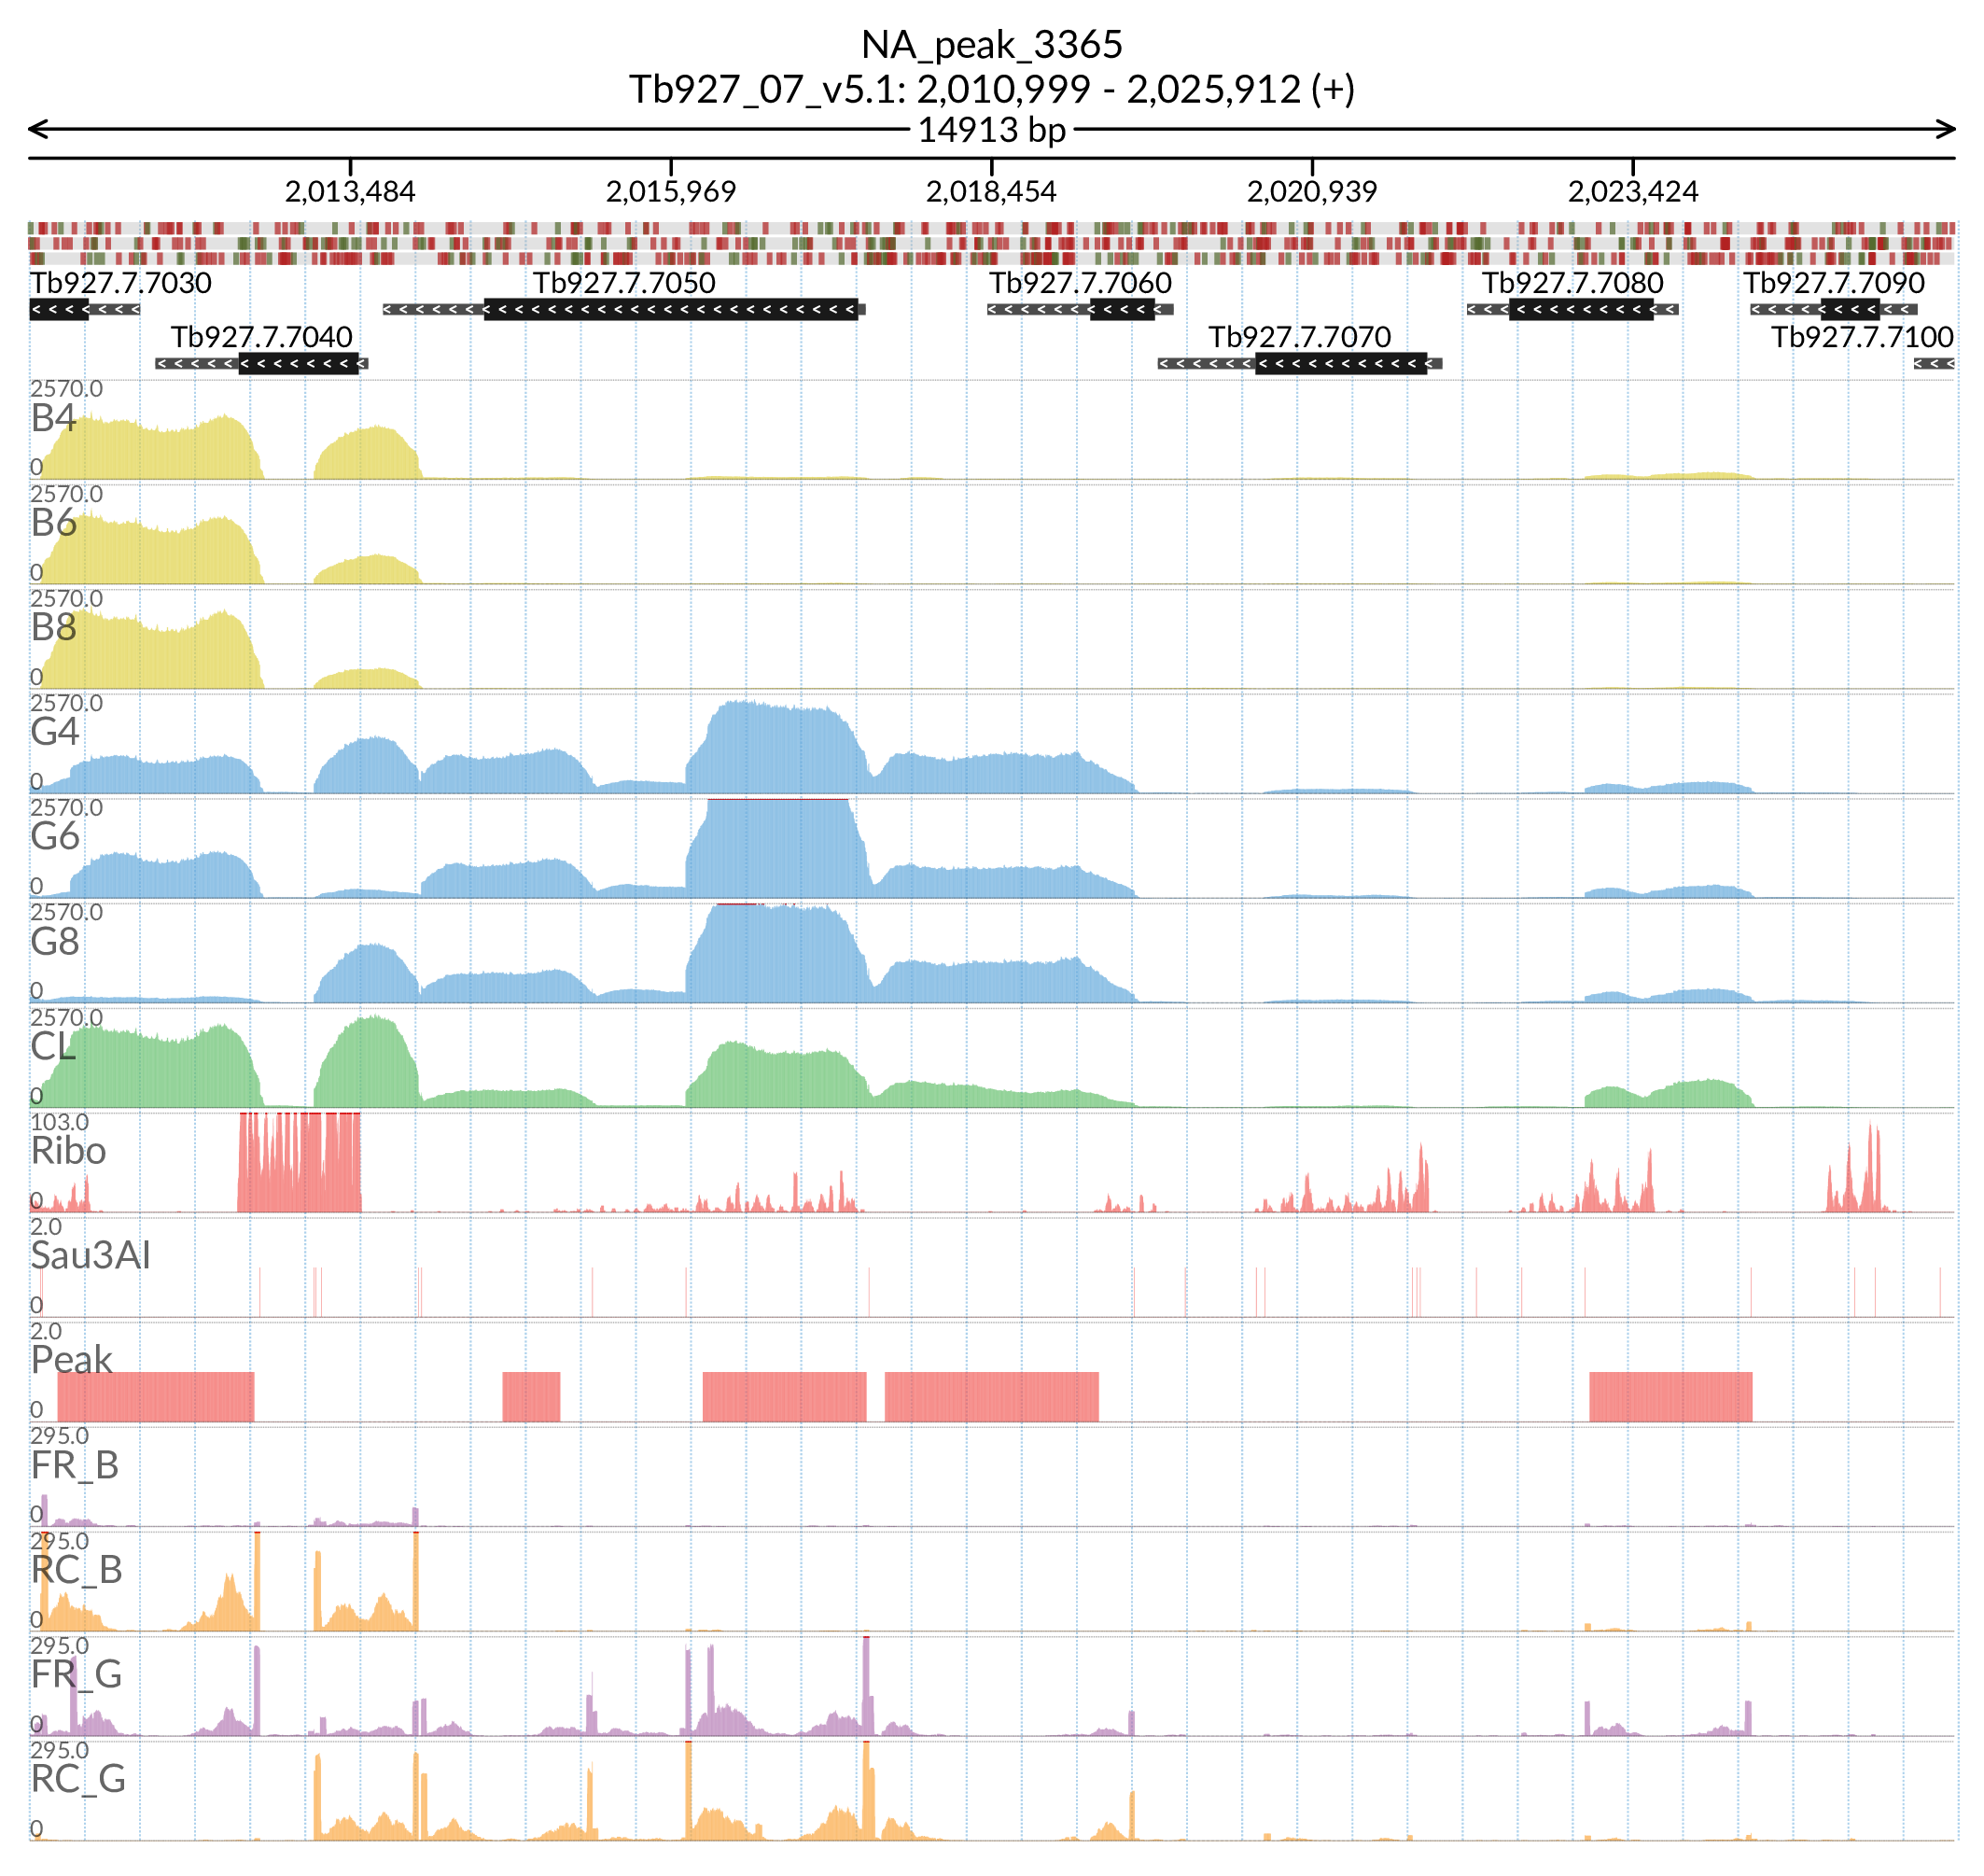 NA_peak_3365
Tb927_07_v5.1: 2,010,999 - 2,025,912 (+)
14913 bp
2,013,484 2,015,969 2,018,454 2,020,939 2,023,424
Tb927.7.7030 Tb927.7.7050 Tb927.7.7060 Tb927.7.7080 Tb927.7.7090
Tb927.7.7040 Tb927.7.7070 Tb927.7.7100
2570.0
B4
0
2570.0
B6
0
2570.0
B8
0
2570.0
G4
0
2570.0
G6
0
2570.0
G8
0
2570.0
CL
0
103.0
Ribo
0
2.0
Sau3AI
0
2.0
Peak
0
295.0
FR_B
0
295.0
RC_B
0
295.0
FR_G
0
295.0
RC_G
0